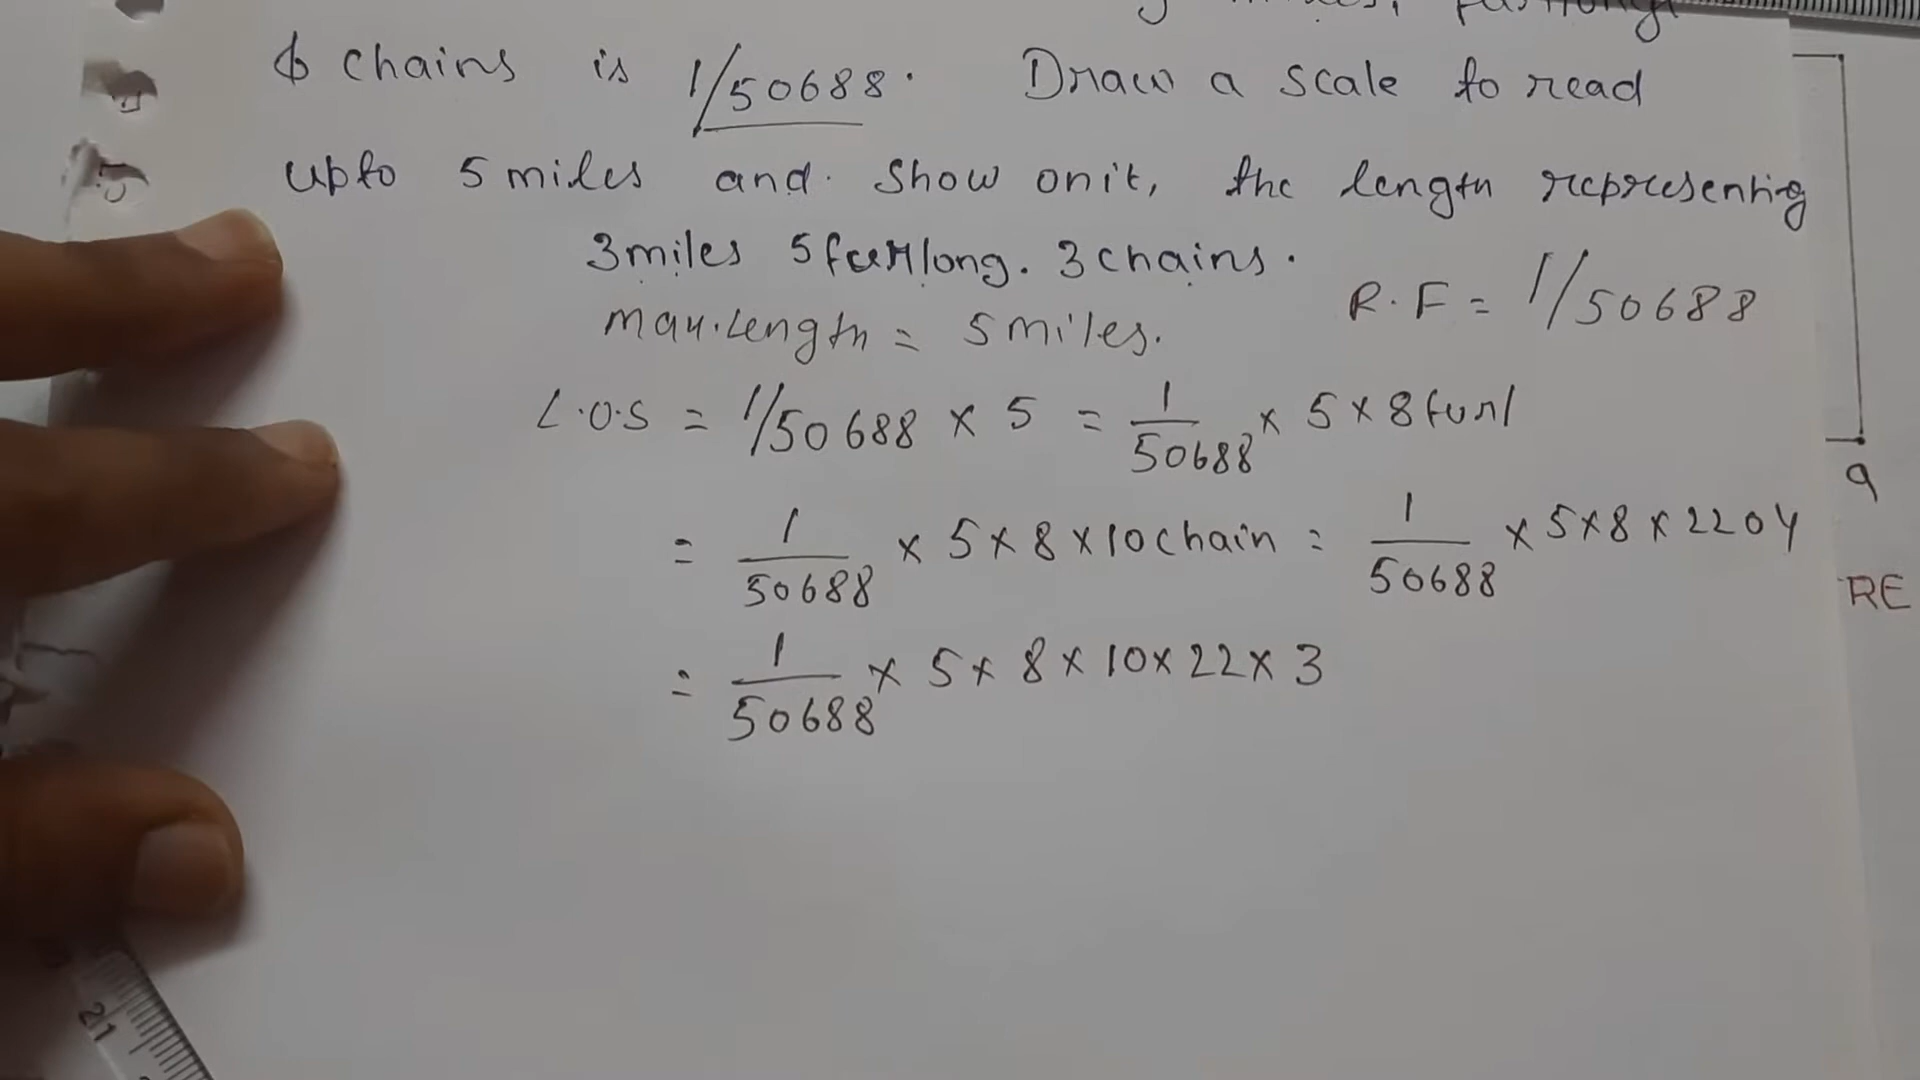 & chains is 1/50688. Draw a scale to read
upto 5 miles and. Show on it, the length representing
3 miles 5 furlong. 3 chains.
R.F = 1/50688
max.Length = 5 miles.
L.O.S = 1/50688 × 5 = 1/50688 × 5 × 8 furl
9
= 1/50688 × 5 × 8 × 10 chain = 1/50688 × 5 × 8 × 220 Y
RE
= 1/50688 × 5 × 8 × 10 × 22 × 3
21